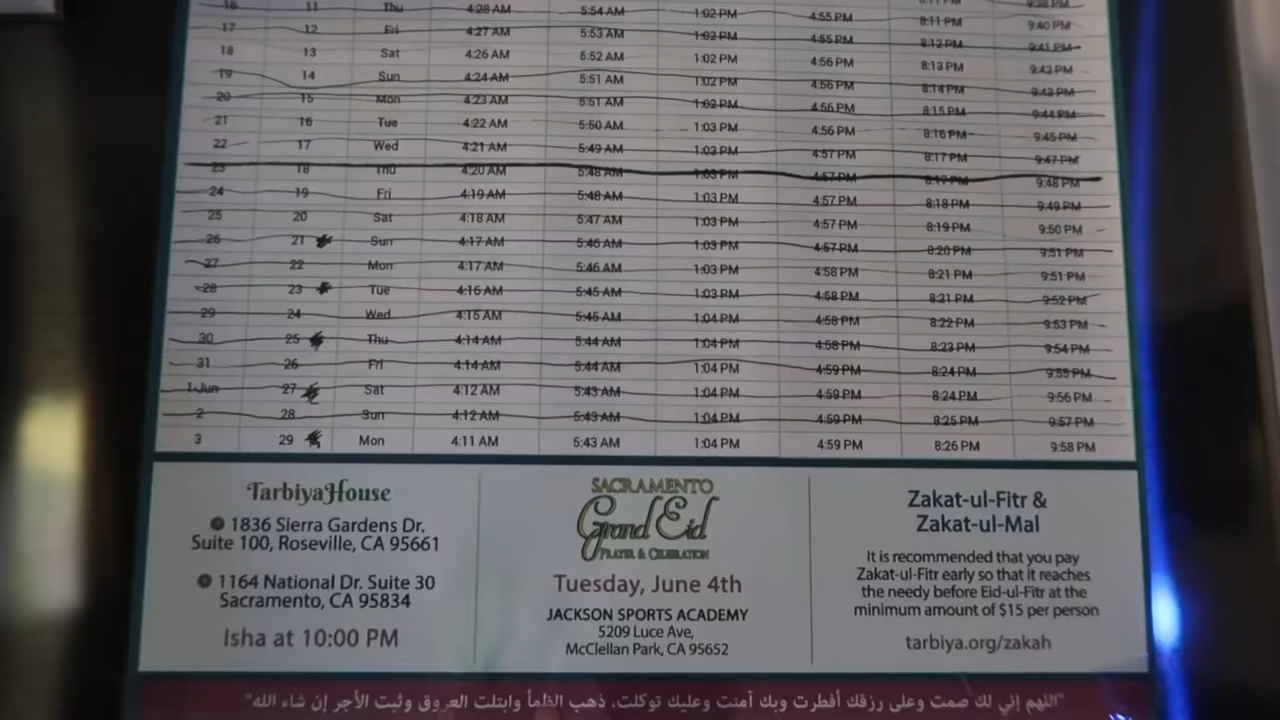 16 11 Thu 4:28 AM 5:54 AM 1:02 PM 4:55 PM 8:11 PM 9:38 PM
17 12 Fri 4:27 AM 5:53 AM 1:02 PM 4:55 PM 8:11 PM 9:40 PM
18 13 Sat 4:26 AM 5:52 AM 1:02 PM 4:56 PM 8:12 PM 9:41 PM
19 14 Sun 4:24 AM 5:51 AM 1:02 PM 4:56 PM 8:13 PM 9:42 PM
20 15 Mon 4:23 AM 5:51 AM 1:02 PM 4:56 PM 8:14 PM 9:43 PM
21 16 Tue 4:22 AM 5:50 AM 1:03 PM 4:56 PM 8:15 PM 9:44 PM
22 17 Wed 4:21 AM 5:49 AM 1:03 PM 4:57 PM 8:16 PM 9:45 PM
23 18 Thu 4:20 AM 5:48 AM 1:03 PM 4:57 PM 8:17 PM 9:47 PM
24 19 Fri 4:19 AM 5:48 AM 1:03 PM 4:57 PM 8:17 PM 9:48 PM
25 20 Sat 4:18 AM 5:47 AM 1:03 PM 4:57 PM 8:18 PM 9:49 PM
26 21 Sun 4:17 AM 5:46 AM 1:03 PM 4:57 PM 8:19 PM 9:50 PM
27 22 Mon 4:17 AM 5:46 AM 1:03 PM 4:58 PM 8:20 PM 9:51 PM
28 23 Tue 4:16 AM 5:45 AM 1:03 PM 4:58 PM 8:21 PM 9:51 PM
29 24 Wed 4:15 AM 5:45 AM 1:04 PM 4:58 PM 8:21 PM 9:52 PM
30 25 Thu 4:14 AM 5:44 AM 1:04 PM 4:58 PM 8:22 PM 9:53 PM
31 26 Fri 4:14 AM 5:44 AM 1:04 PM 4:59 PM 8:23 PM 9:54 PM
1-Jun 27 Sat 4:12 AM 5:43 AM 1:04 PM 4:59 PM 8:24 PM 9:55 PM
2 28 Sun 4:12 AM 5:43 AM 1:04 PM 4:59 PM 8:24 PM 9:56 PM
3 29 Mon 4:11 AM 5:43 AM 1:04 PM 4:59 PM 8:26 PM 9:58 PM
TarbiyaHouse
1836 Sierra Gardens Dr.
Suite 100, Roseville, CA 95661
1164 National Dr. Suite 30
Sacramento, CA 95834
Isha at 10:00 PM
SACRAMENTO
Grand Eid
PRAYER & CELEBRATION
Tuesday, June 4th
JACKSON SPORTS ACADEMY
5209 Luce Ave,
McClellan Park, CA 95652
Zakat-ul-Fitr &
Zakat-ul-Mal
It is recommended that you pay
Zakat-ul-Fitr early so that it reaches
the needy before Eid-ul-Fitr at the
minimum amount of $15 per person
tarbiya.org/zakah
"اللهم إني لك صمت وعلى رزقك أفطرت وبك آمنت وعليك توكلت، ذهب الظمأ وابتلت العروق وثبت الأجر إن شاء الله"